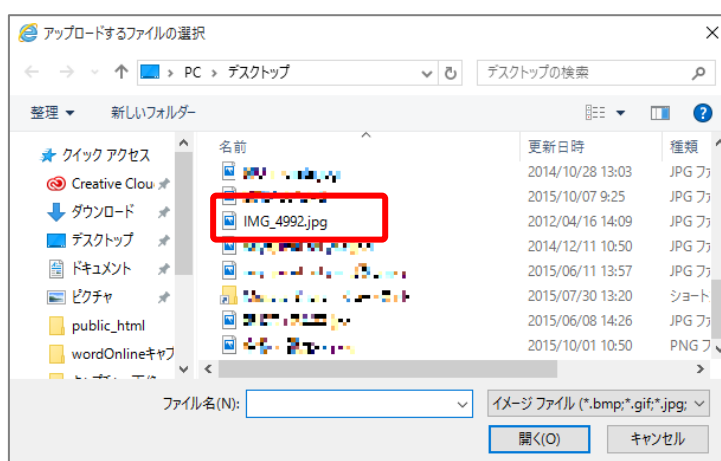 アップロードするファイルの選択
PC > デスクトップ
デスクトップの検索
整理
新しいフォルダー
クイック アクセス
Creative Clou
ダウンロード
デスクトップ
ドキュメント
ピクチャ
public_html
wordOnlineキャプ
名前 更新日時 種類
2014/10/28 13:03 JPG ファ
2015/10/07 9:25 JPG ファ
IMG_4992.jpg 2012/04/16 14:09 JPG ファ
2014/12/11 10:50 JPG ファ
2015/06/11 13:57 JPG ファ
2015/07/30 13:20 ショート
2015/06/08 14:26 JPG ファ
2015/10/01 10:50 PNG フ
ファイル名(N):
イメージ ファイル (*.bmp;*.gif;*.jpg;
開く(O)
キャンセル